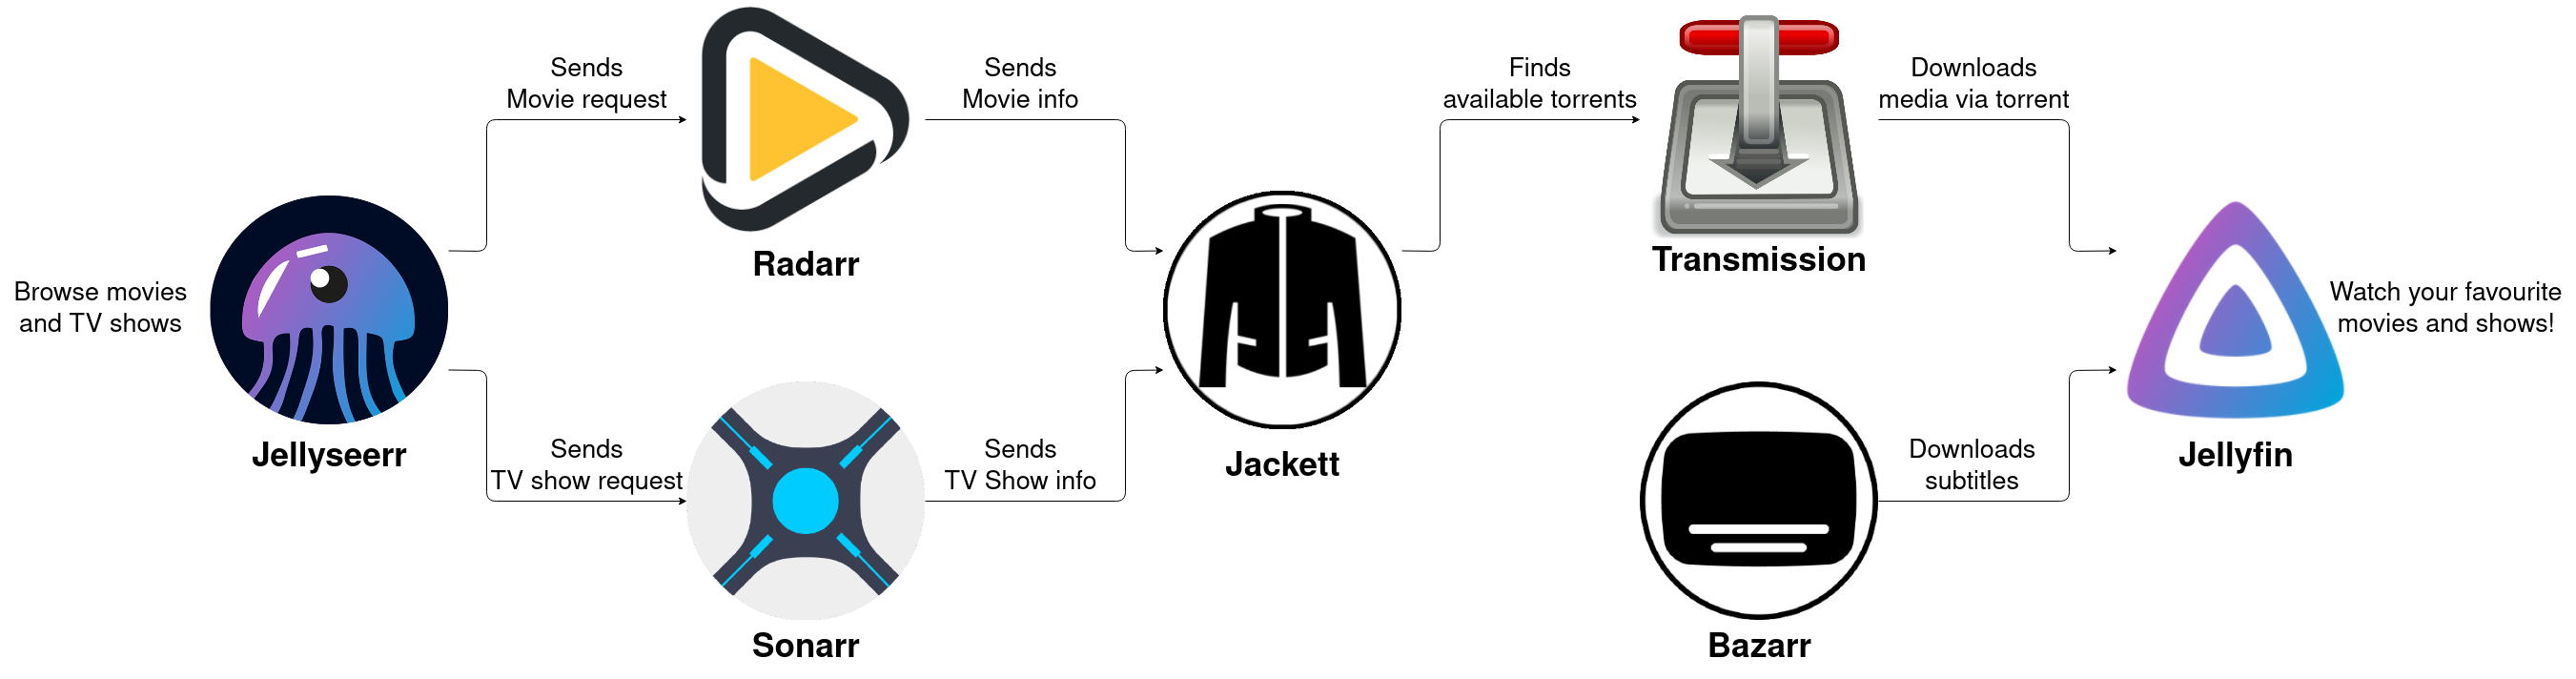 Browse movies
and TV shows
Jellyseerr
Sends
Movie request
Radarr
Sends
TV show request
Sonarr
Sends
Movie info
Sends
TV Show info
Jackett
Finds
available torrents
Transmission
Downloads
media via torrent
Bazarr
Downloads
subtitles
Jellyfin
Watch your favourite
movies and shows!